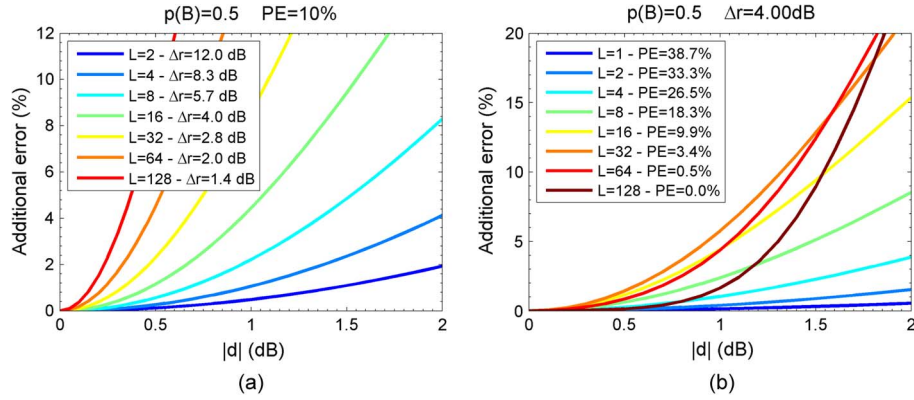 p(B)=0.5 PE=10%
12
10
8
6
4
2
0
Additional error (%)
L=2 - Δr=12.0 dB
L=4 - Δr=8.3 dB
L=8 - Δr=5.7 dB
L=16 - Δr=4.0 dB
L=32 - Δr=2.8 dB
L=64 - Δr=2.0 dB
L=128 - Δr=1.4 dB
0 0.5 1 1.5 2
|d| (dB)
(a)
p(B)=0.5 Δr=4.00dB
20
15
10
5
0
Additional error (%)
L=1 - PE=38.7%
L=2 - PE=33.3%
L=4 - PE=26.5%
L=8 - PE=18.3%
L=16 - PE=9.9%
L=32 - PE=3.4%
L=64 - PE=0.5%
L=128 - PE=0.0%
0 0.5 1 1.5 2
|d| (dB)
(b)